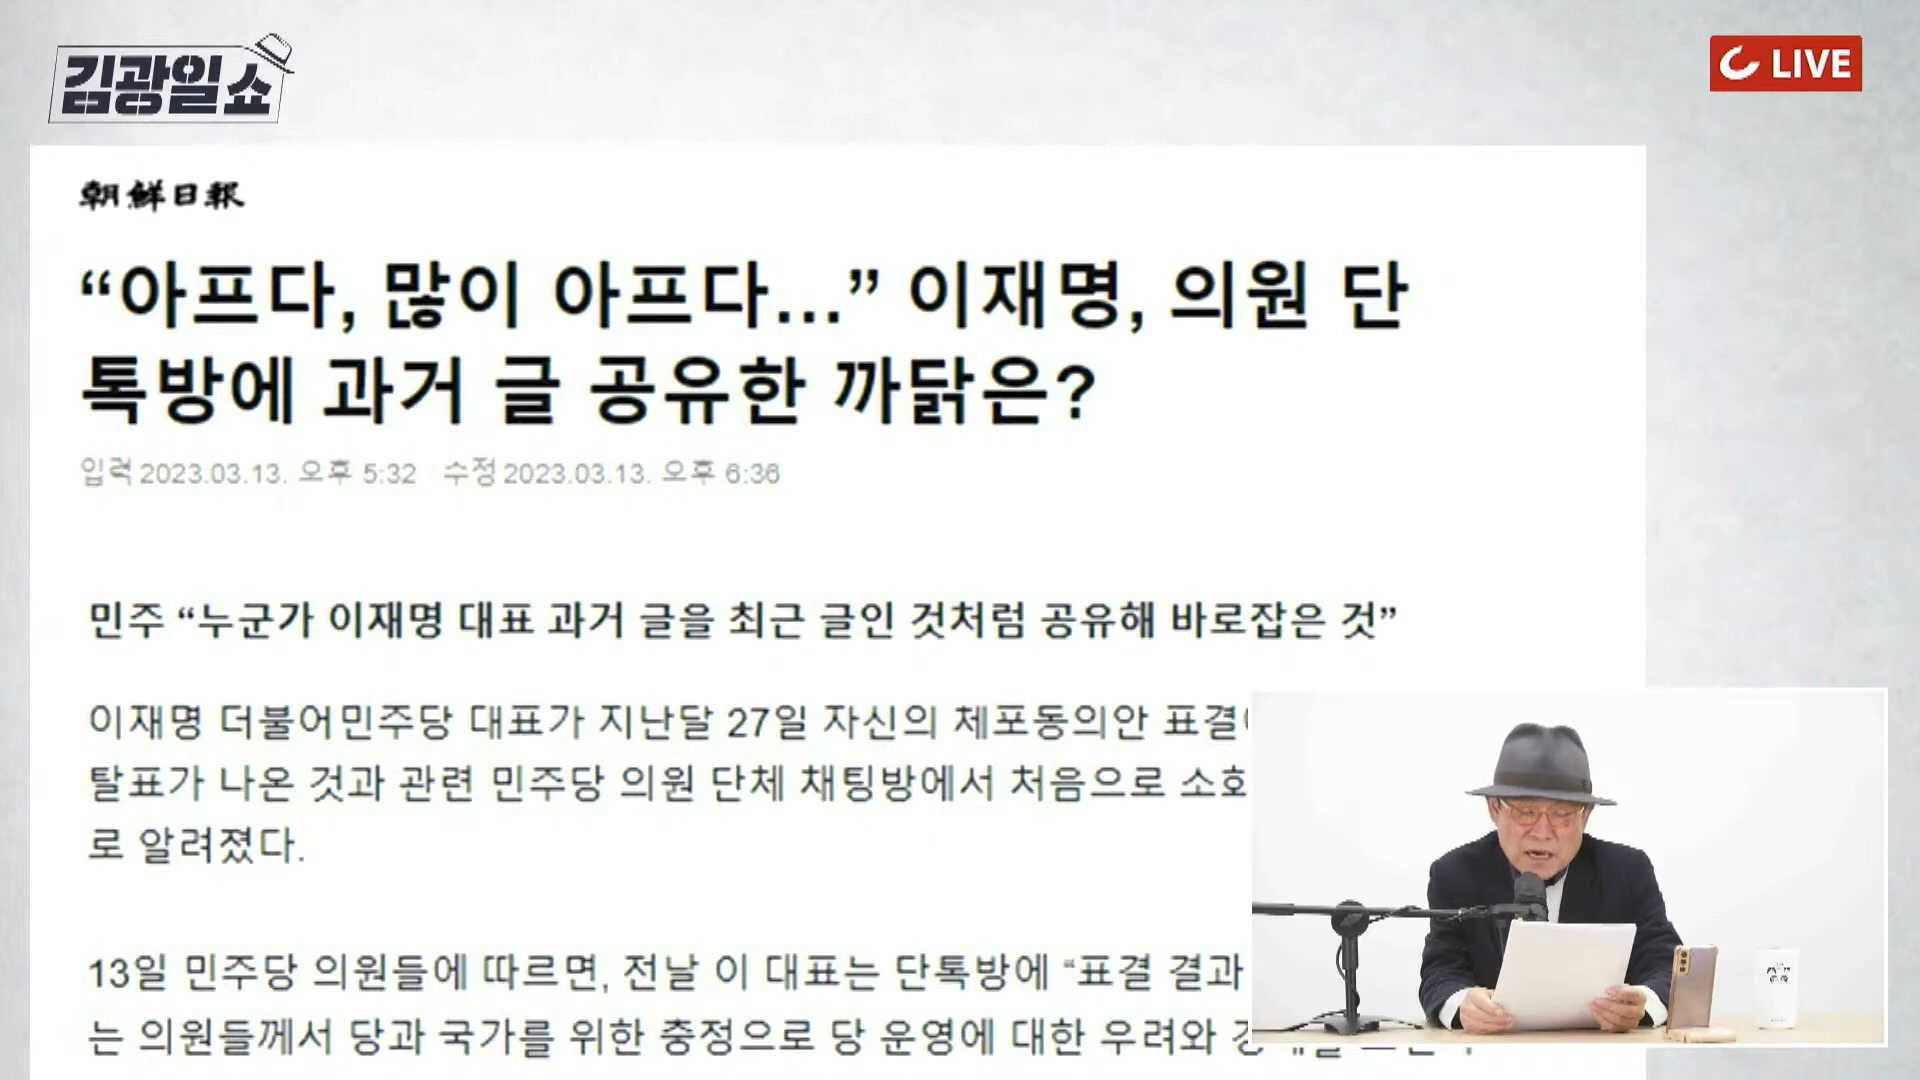 김광일쇼
LIVE
朝鮮日報
“아프다, 많이 아프다...” 이재명, 의원 단
톡방에 과거 글 공유한 까닭은?
입력 2023.03.13. 오후 5:32 수정 2023.03.13. 오후 6:36
민주 “누군가 이재명 대표 과거 글을 최근 글인 것처럼 공유해 바로잡은 것”
이재명 더불어민주당 대표가 지난달 27일 자신의 체포동의안 표결
탈표가 나온 것과 관련 민주당 의원 단체 채팅방에서 처음으로 소회
로 알려졌다.
13일 민주당 의원들에 따르면, 전날 이 대표는 단톡방에 “표결 결과
는 의원들께서 당과 국가를 위한 충정으로 당 운영에 대한 우려와